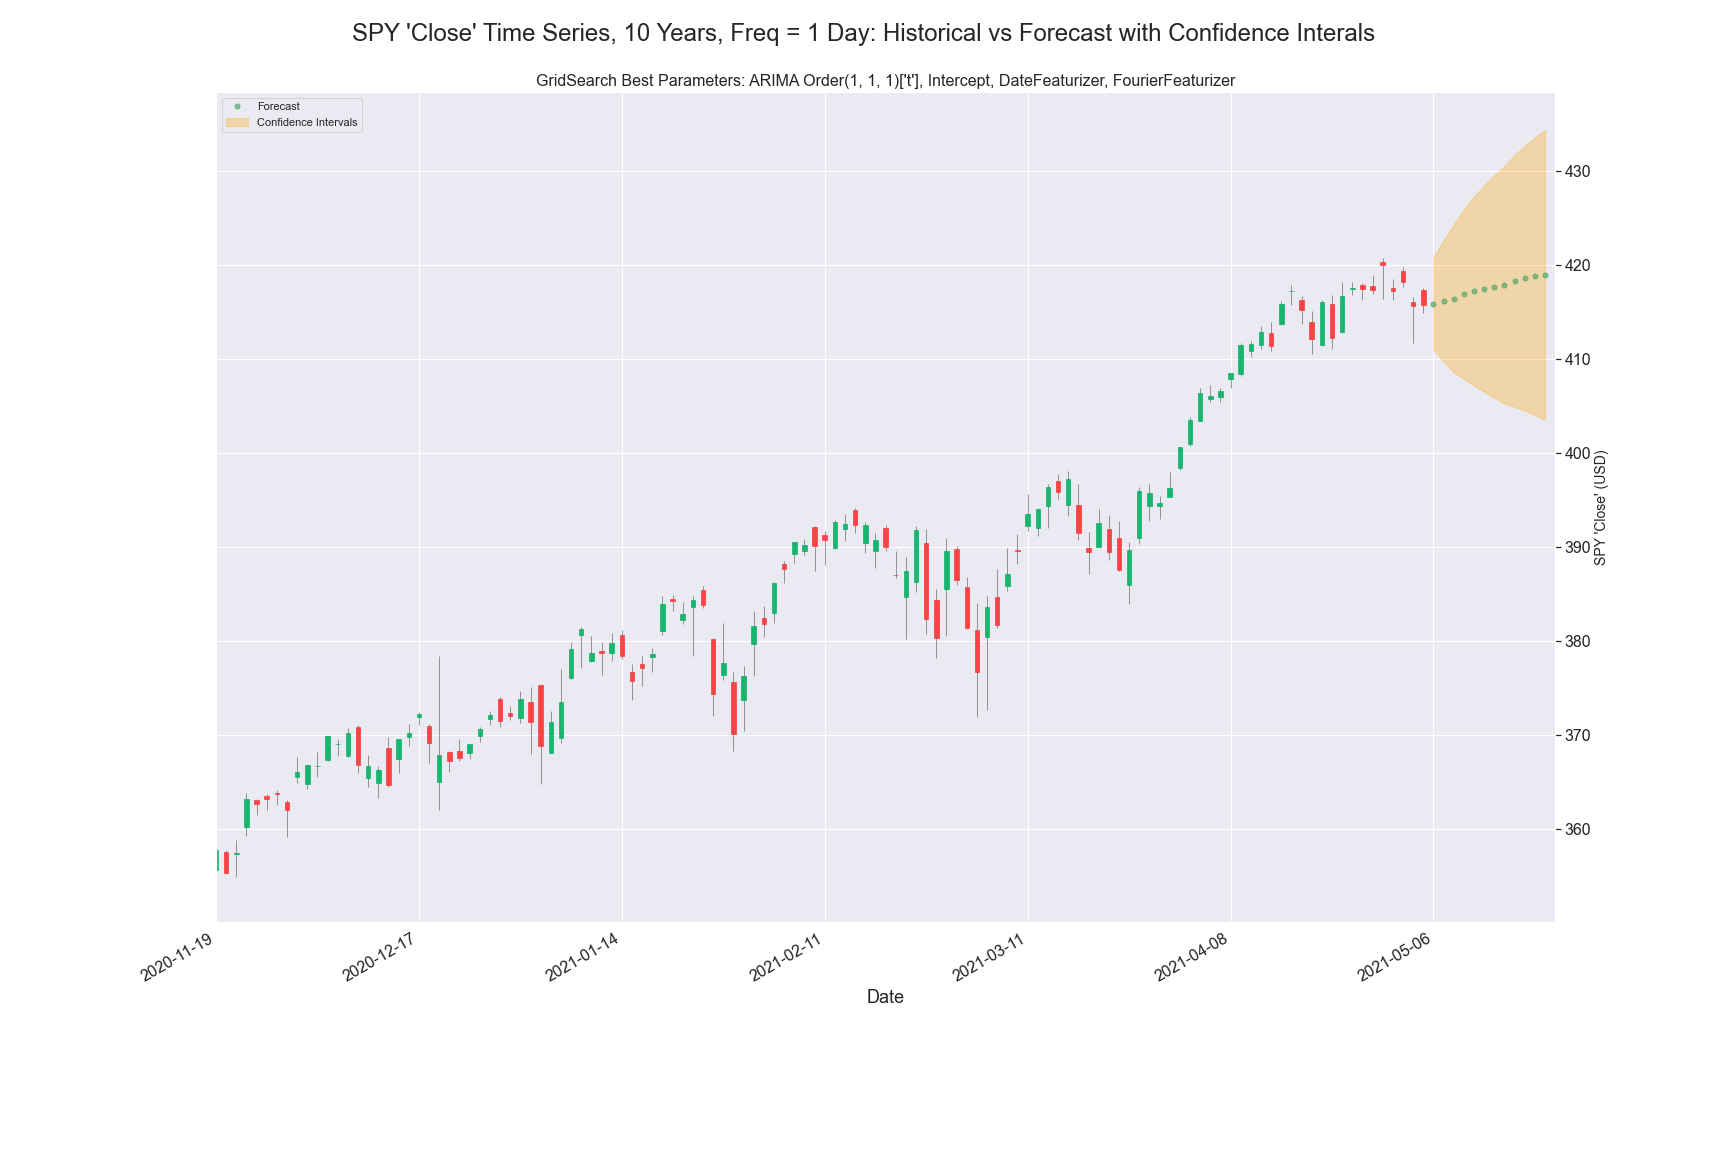 SPY 'Close' Time Series, 10 Years, Freq = 1 Day: Historical vs Forecast with Confidence Interals
GridSearch Best Parameters: ARIMA Order(1, 1, 1)['t'], Intercept, DateFeaturizer, FourierFeaturizer
Forecast
Confidence Intervals
430
420
410
400
390
380
370
360
SPY 'Close' (USD)
2020-11-19
2020-12-17
2021-01-14
2021-02-11
2021-03-11
2021-04-08
2021-05-06
Date